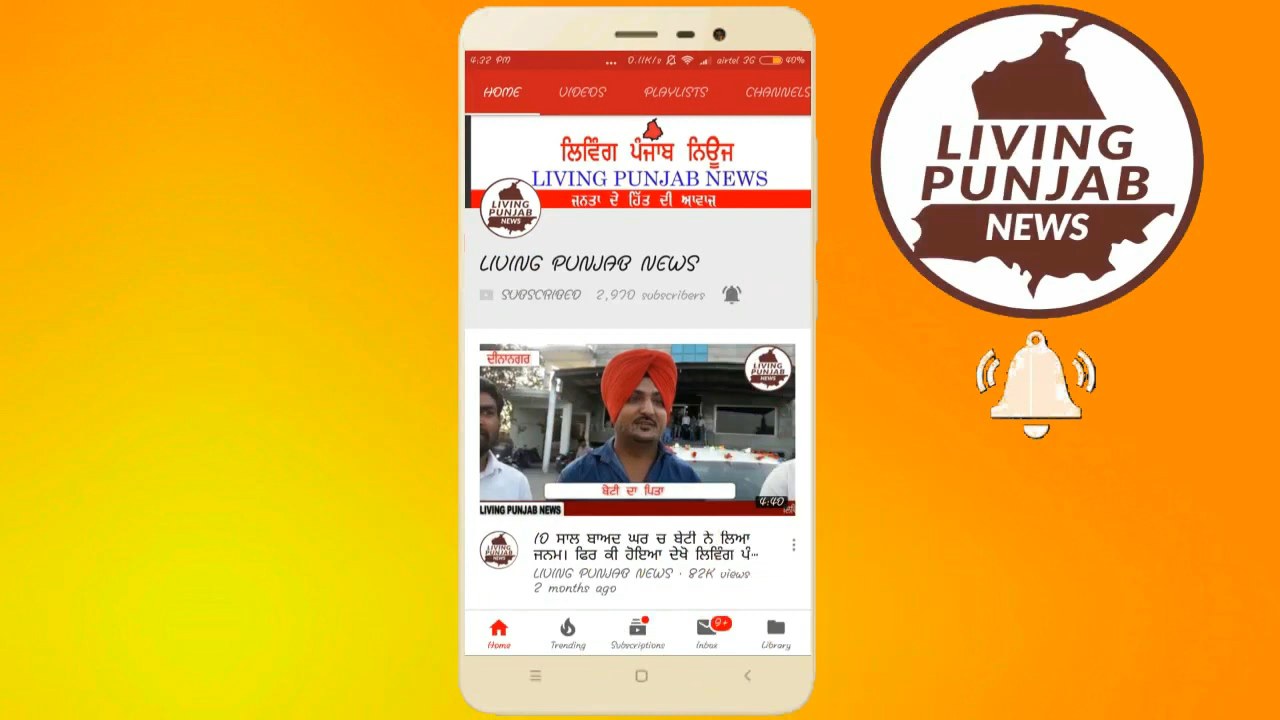 4:32 PM ... 0.11K/s airtel 3G 40%
HOME VIDEOS PLAYLISTS CHANNELS
ਲਿਵਿੰਗ ਪੰਜਾਬ ਨਿਊਜ
LIVING PUNJAB NEWS
ਜਨਤਾ ਦੇ ਹਿੱਤ ਦੀ ਆਵਾਜ਼
LIVING
PUNJAB
NEWS
LIVING PUNJAB NEWS
SUBSCRIBED 2,970 subscribers
ਦੀਨਾਨਗਰ
LIVING
PUNJAB
NEWS
ਬੇਟੀ ਦਾ ਪਿਤਾ
4:40
LIVING PUNJAB NEWS
LIVING
PUNJAB
NEWS
10 ਸਾਲ ਬਾਅਦ ਘਰ ਚ ਬੇਟੀ ਨੇ ਲਿਆ
ਜਨਮ। ਫਿਰ ਕੀ ਹੋਇਆ ਦੇਖੋ ਲਿਵਿੰਗ ਪੰ...
LIVING PUNJAB NEWS · 82K views
2 months ago
9+
Home Trending Subscriptions Inbox Library
LIVING
PUNJAB
NEWS